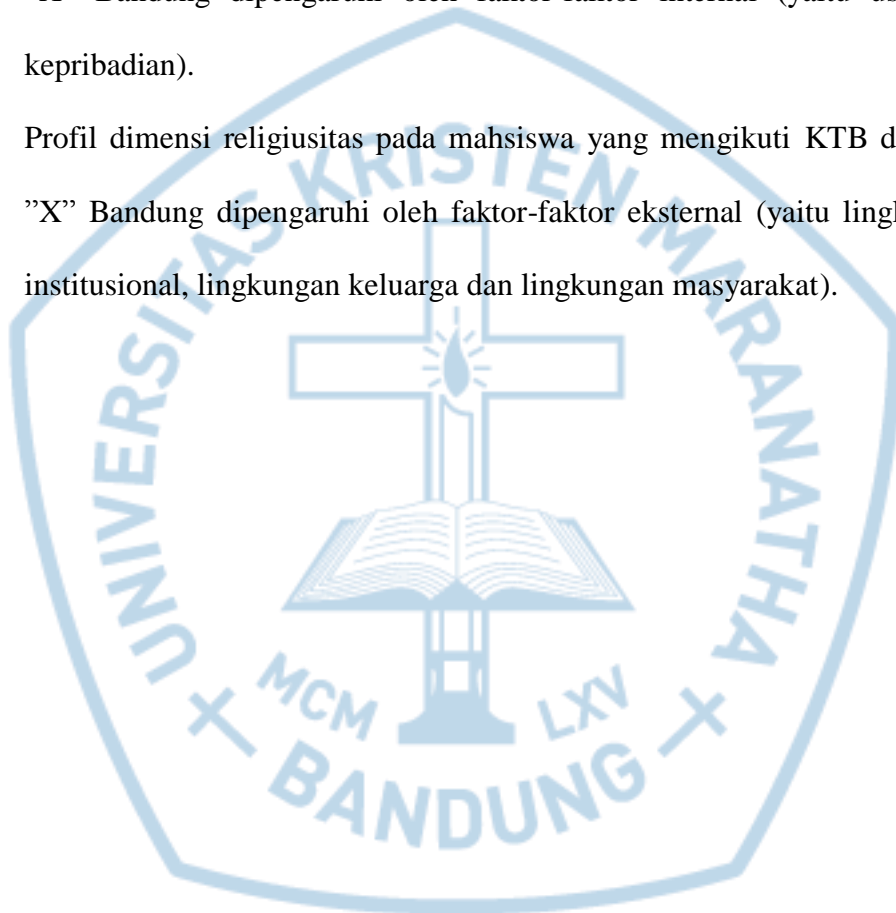 Bandung dipengaruhi oleh faktor-faktor internal (yaitu
kepribadian).
Profil dimensi religiusitas pada mahsiswa yang mengikuti KTB
”X” Bandung dipengaruhi oleh faktor-faktor eksternal (yaitu
institusional, lingkungan keluarga dan lingkungan masyarakat).
UNIVERSITAS KRISTEN MARANATHA
MCM LXV
BANDUNG